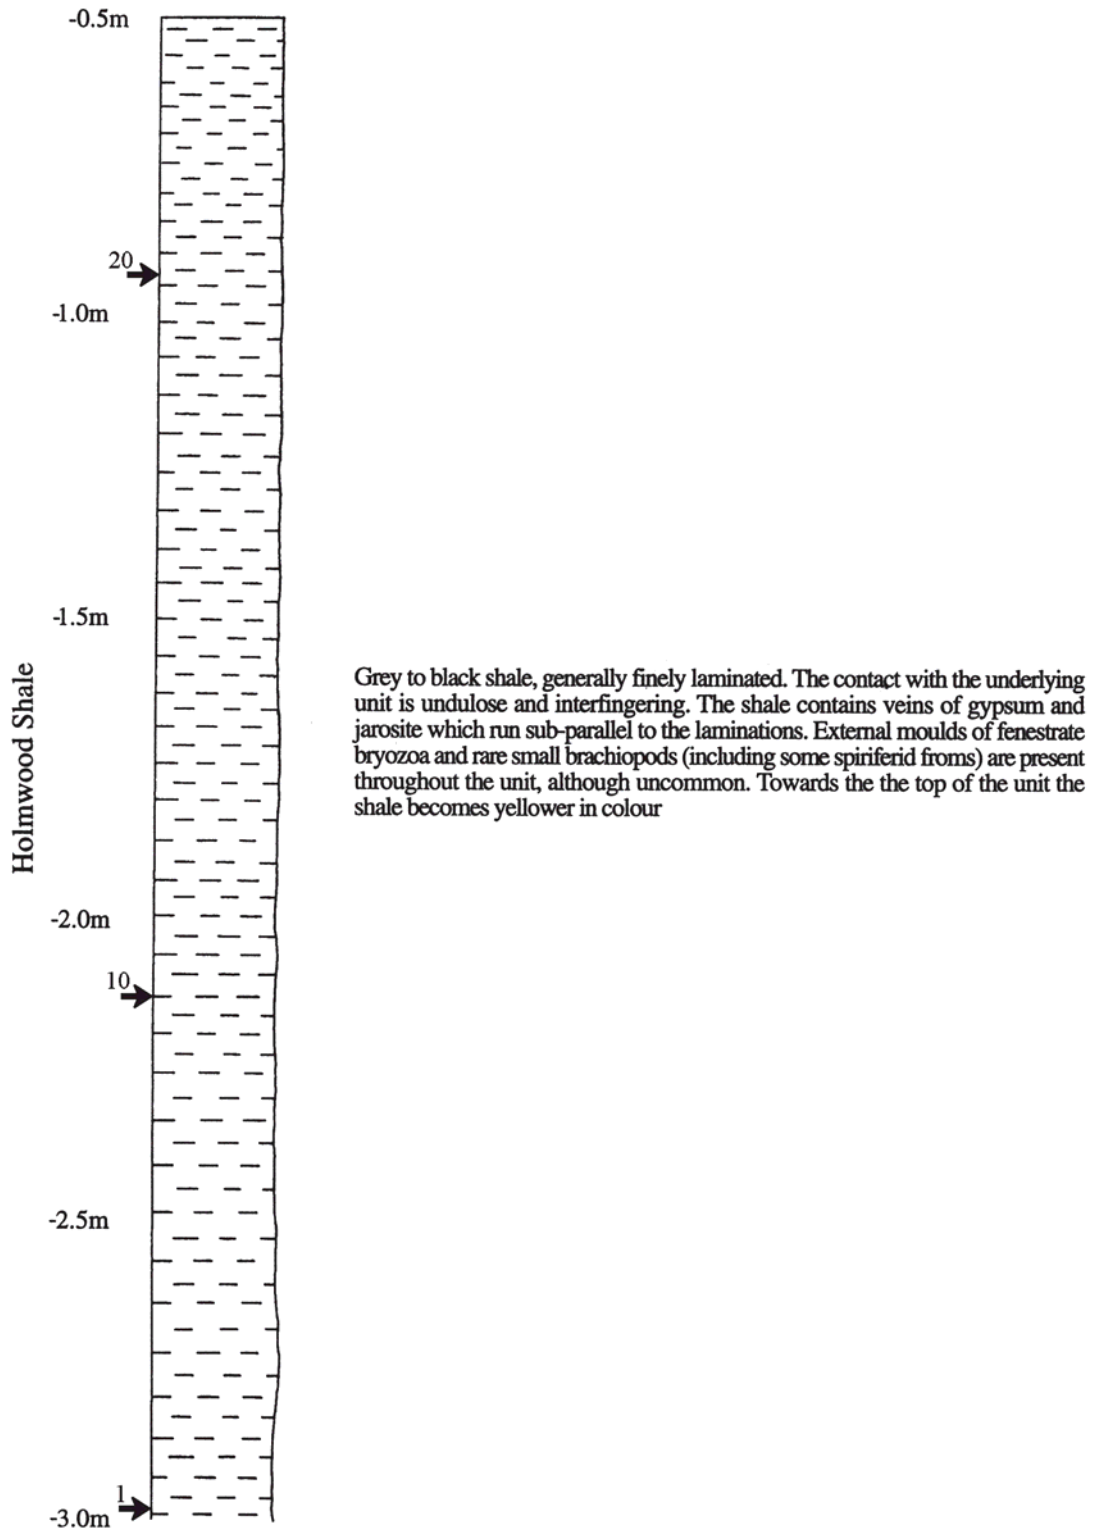 -0.5m
20
-1.0m
-1.5m
Holmwood Shale
Grey to black shale, generally finely laminated. The contact with the underlying
unit is undulose and interfingering. The shale contains veins of gypsum and
jarosite which run sub-parallel to the laminations. External moulds of fenestrate
bryozoa and rare small brachiopods (including some spiriferid froms) are present
throughout the unit, although uncommon. Towards the the top of the unit the
shale becomes yellower in colour
-2.0m
10
-2.5m
1
-3.0m